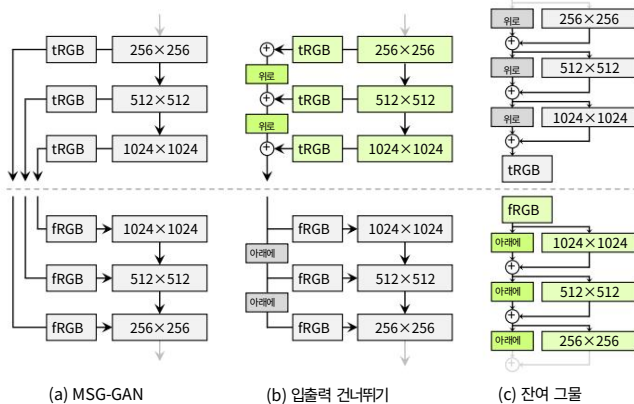 tRGB 256×256
tRGB 512×512
tRGB 1024×1024
fRGB 1024×1024
fRGB 512×512
fRGB 256×256
(a) MSG-GAN
tRGB 256×256
위로
tRGB 512×512
위로
tRGB 1024×1024
fRGB 1024×1024
아래에
fRGB 512×512
아래에
fRGB 256×256
(b) 입출력 건너뛰기
위로 256×256
위로 512×512
위로 1024×1024
tRGB
fRGB
아래에 1024×1024
아래에 512×512
아래에 256×256
(c) 잔여 그물